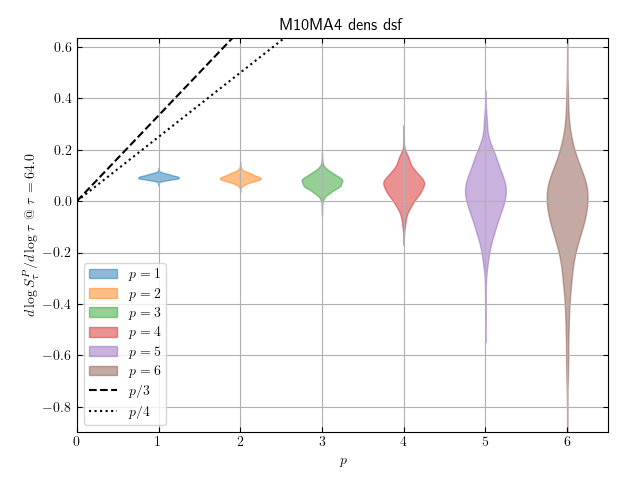 M10MA4 dens dsf
d log S_τ^P / d log τ @ τ = 64.0
0.6
0.4
0.2
0.0
−0.2
−0.4
−0.6
−0.8
p = 1
p = 2
p = 3
p = 4
p = 5
p = 6
p/3
p/4
0 1 2 3 4 5 6
p